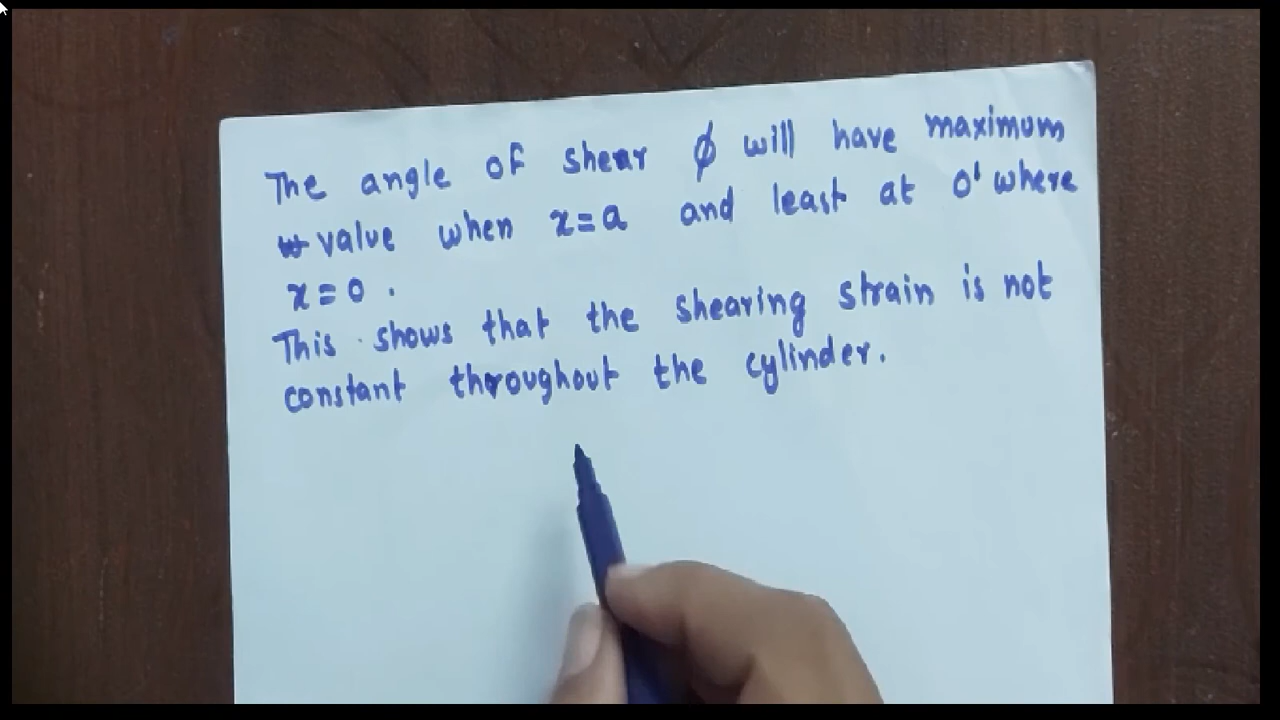 The angle of shear ϕ will have maximum
value when x=a and least at O' where
x=0.
This shows that the shearing strain is not
constant throughout the cylinder.